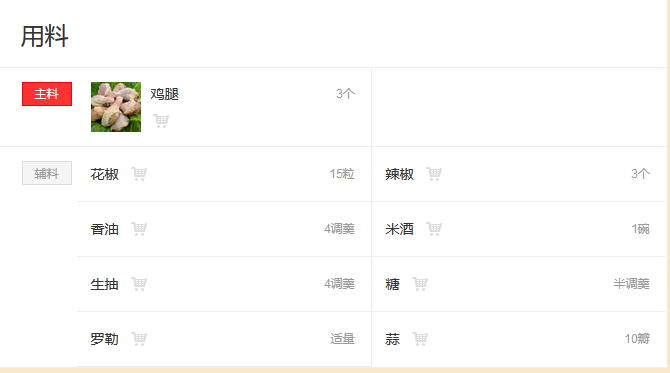 用料
主料 鸡腿 3个
辅料 花椒 15粒 辣椒 3个
香油 4调羹 米酒 1碗
生抽 4调羹 糖 半调羹
罗勒 适量 蒜 10瓣